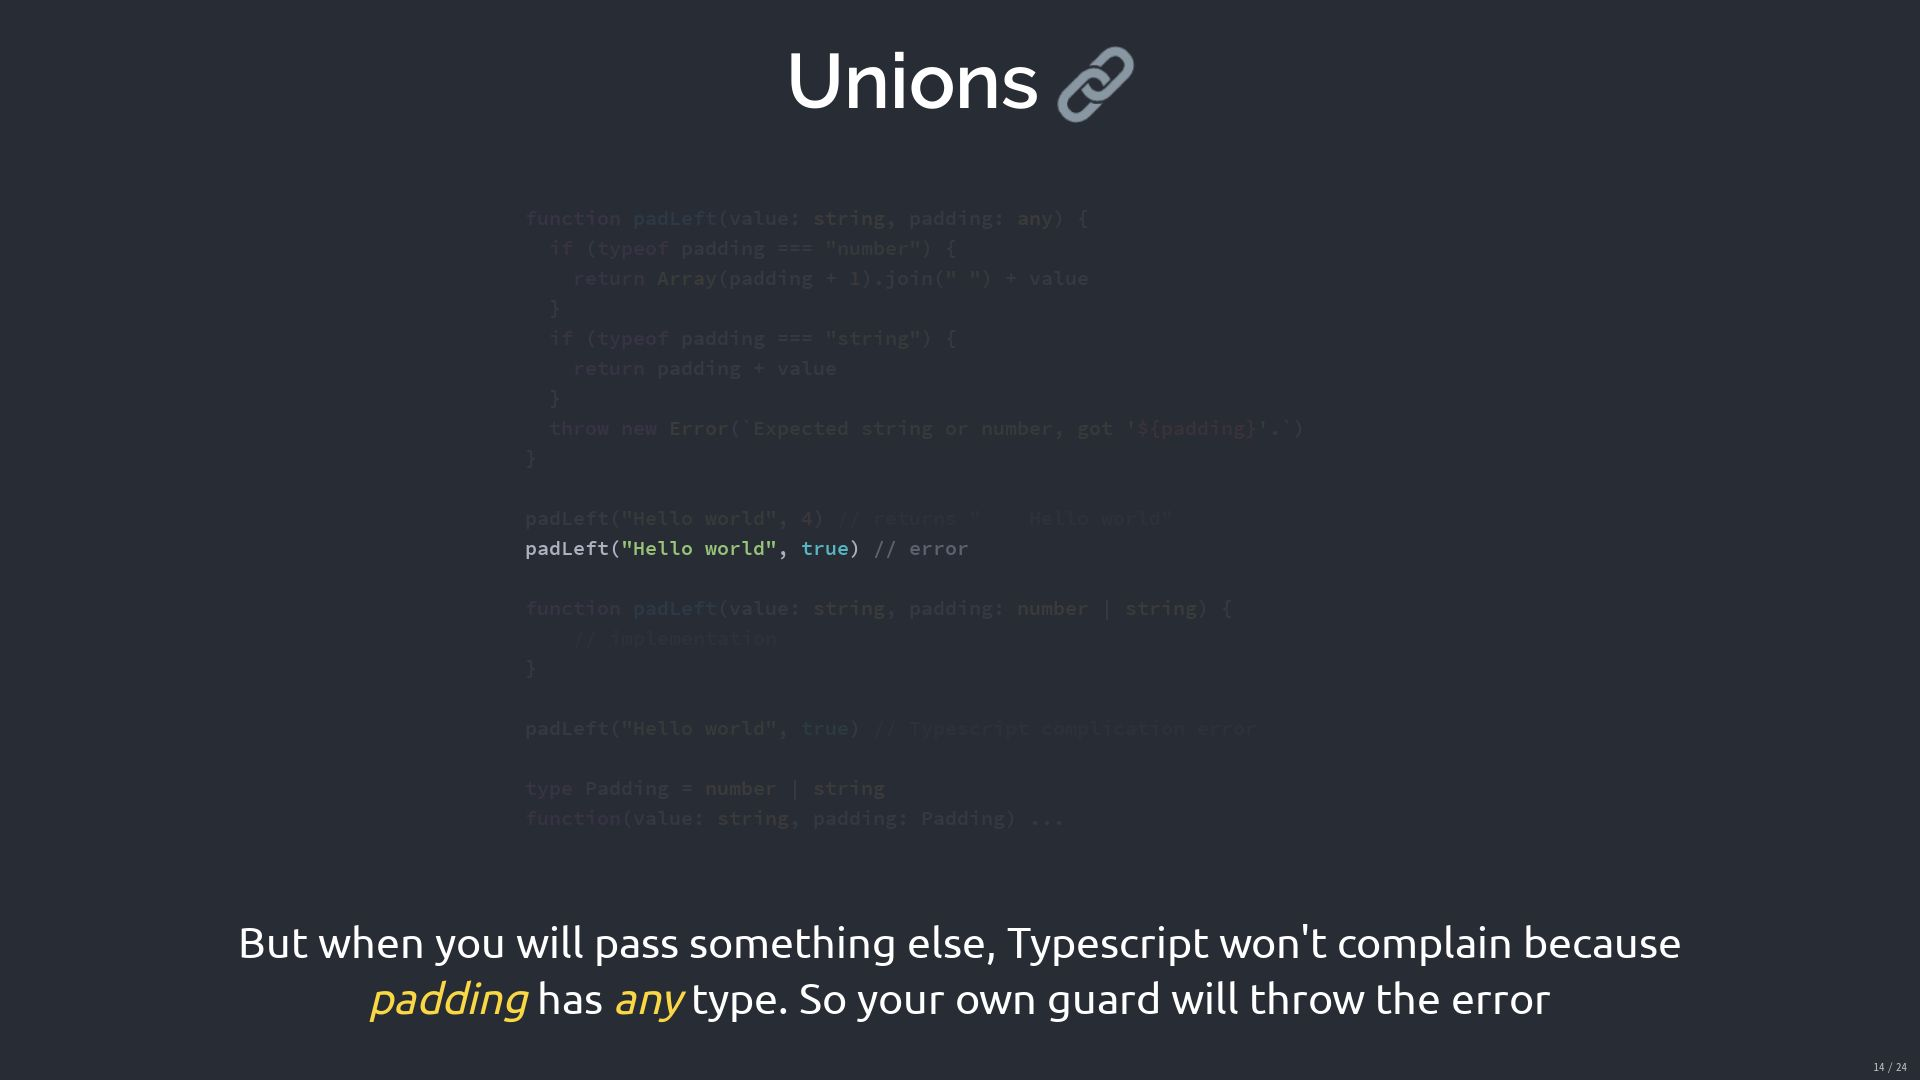 Unions 🔗
function padLeft(value: string, padding: any) {
  if (typeof padding === "number") {
    return Array(padding + 1).join(" ") + value
  }
  if (typeof padding === "string") {
    return padding + value
  }
  throw new Error(`Expected string or number, got '${padding}'.`)
}
padLeft("Hello world", 4) // returns "    Hello world"
padLeft("Hello world", true) // error
function padLeft(value: string, padding: number | string) {
    // implementation
}
padLeft("Hello world", true) // Typescript complication error
type Padding = number | string
function(value: string, padding: Padding) ...
But when you will pass something else, Typescript won't complain because
padding has any type. So your own guard will throw the error
14 / 24